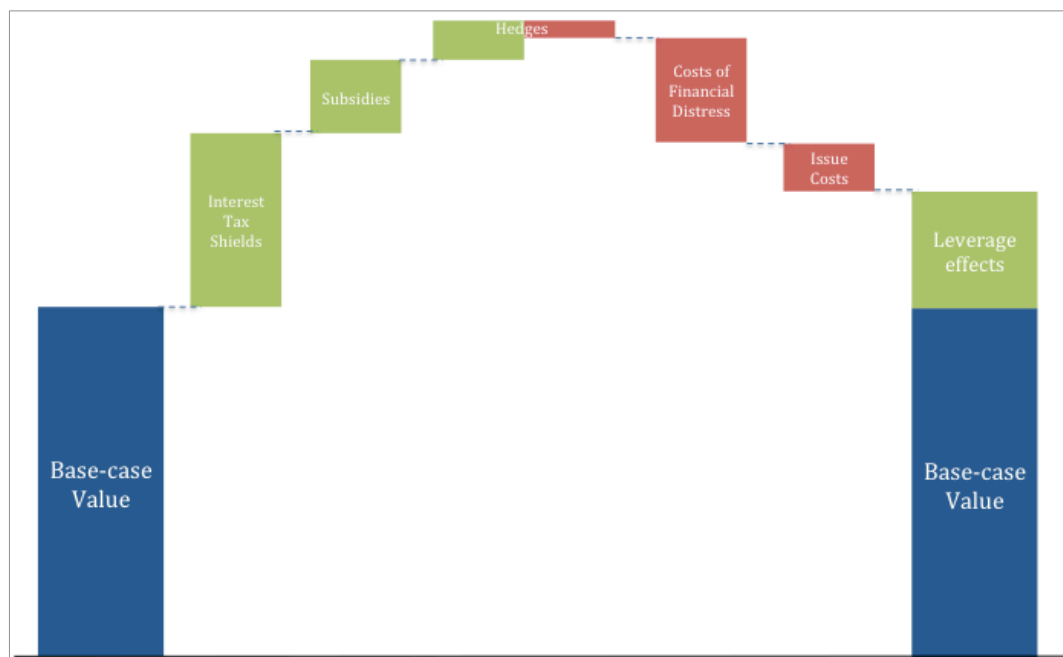 Hedges
Costs of
Financial
Distress
Subsidies
Issue
Costs
Interest
Tax
Shields
Leverage
effects
Base-case
Value
Base-case
Value